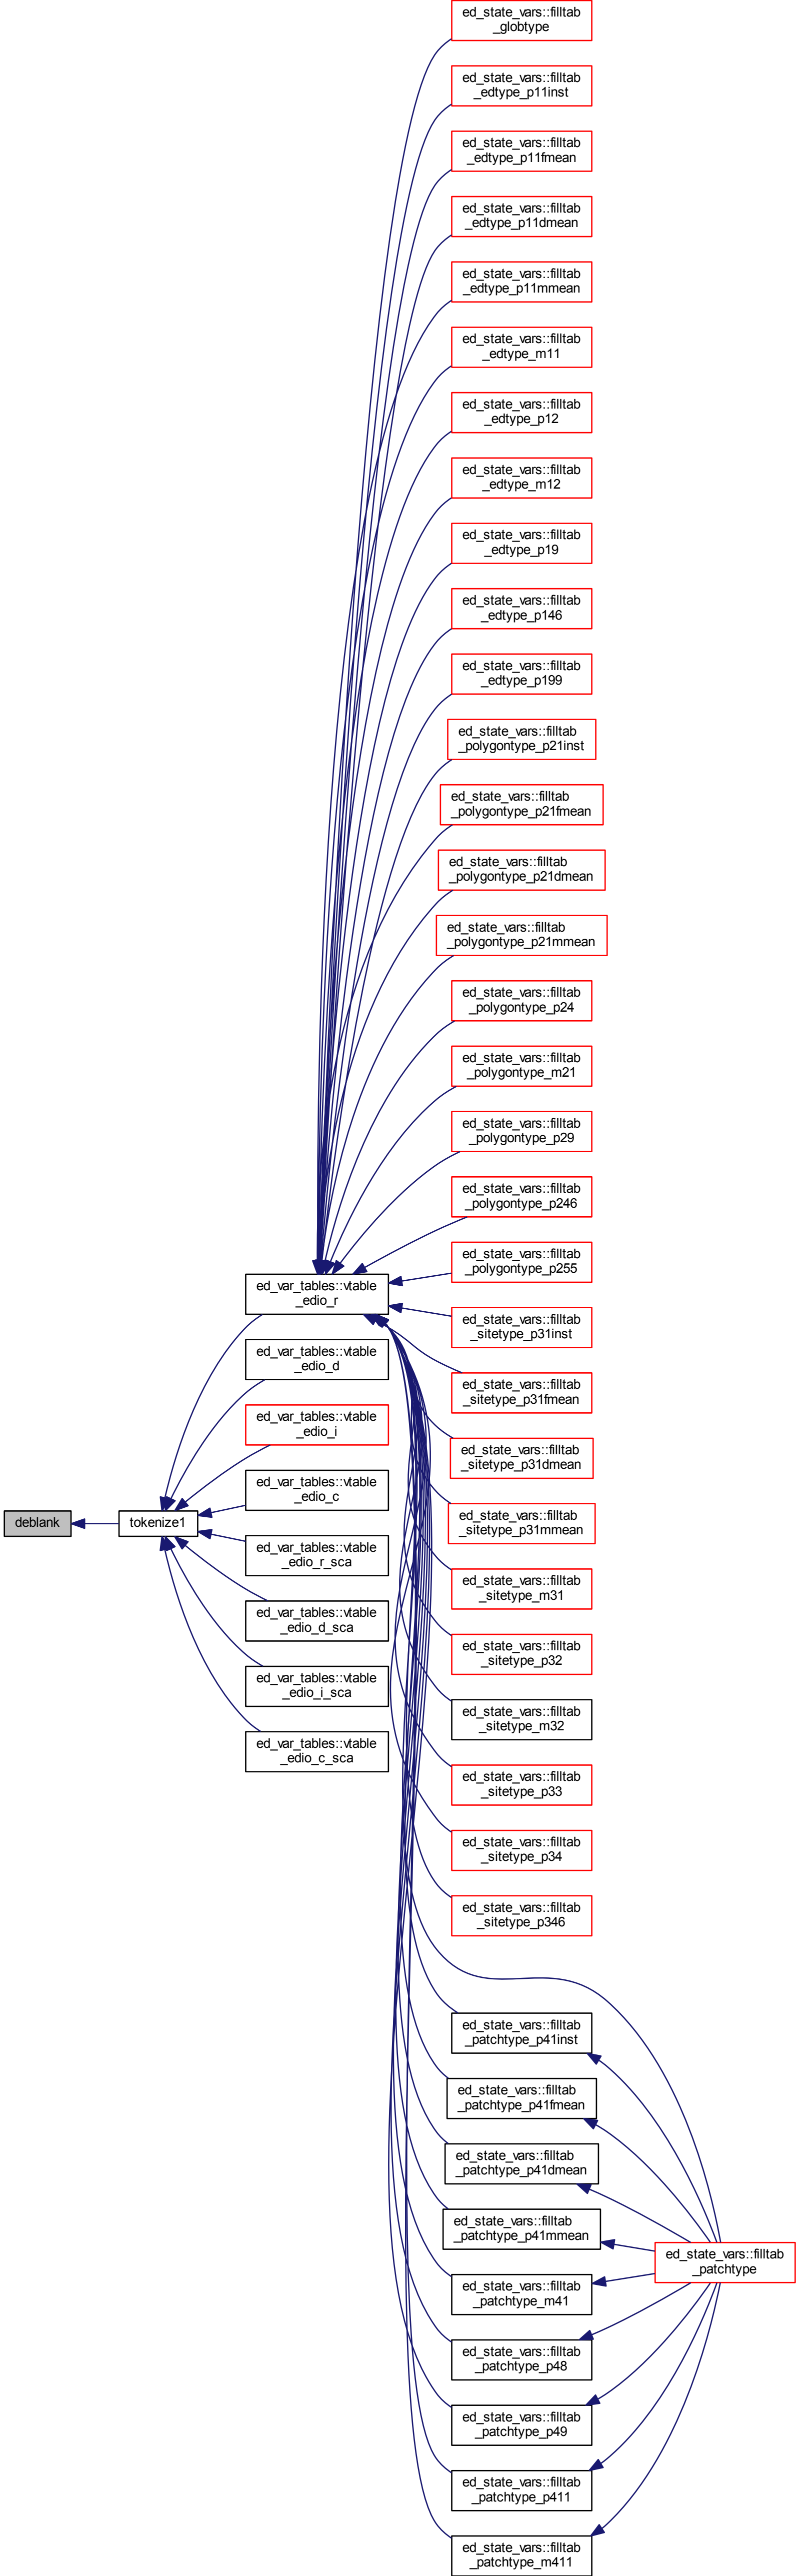 deblank
tokenize1
ed_var_tables::vtable
_edio_r
ed_var_tables::vtable
_edio_d
ed_var_tables::vtable
_edio_i
ed_var_tables::vtable
_edio_c
ed_var_tables::vtable
_edio_r_sca
ed_var_tables::vtable
_edio_d_sca
ed_var_tables::vtable
_edio_i_sca
ed_var_tables::vtable
_edio_c_sca
ed_state_vars::filltab
_globtype
ed_state_vars::filltab
_edtype_p11inst
ed_state_vars::filltab
_edtype_p11fmean
ed_state_vars::filltab
_edtype_p11dmean
ed_state_vars::filltab
_edtype_p11mmean
ed_state_vars::filltab
_edtype_m11
ed_state_vars::filltab
_edtype_p12
ed_state_vars::filltab
_edtype_m12
ed_state_vars::filltab
_edtype_p19
ed_state_vars::filltab
_edtype_p146
ed_state_vars::filltab
_edtype_p199
ed_state_vars::filltab
_polygontype_p21inst
ed_state_vars::filltab
_polygontype_p21fmean
ed_state_vars::filltab
_polygontype_p21dmean
ed_state_vars::filltab
_polygontype_p21mmean
ed_state_vars::filltab
_polygontype_p24
ed_state_vars::filltab
_polygontype_m21
ed_state_vars::filltab
_polygontype_p29
ed_state_vars::filltab
_polygontype_p246
ed_state_vars::filltab
_polygontype_p255
ed_state_vars::filltab
_sitetype_p31inst
ed_state_vars::filltab
_sitetype_p31fmean
ed_state_vars::filltab
_sitetype_p31dmean
ed_state_vars::filltab
_sitetype_p31mmean
ed_state_vars::filltab
_sitetype_m31
ed_state_vars::filltab
_sitetype_p32
ed_state_vars::filltab
_sitetype_m32
ed_state_vars::filltab
_sitetype_p33
ed_state_vars::filltab
_sitetype_p34
ed_state_vars::filltab
_sitetype_p346
ed_state_vars::filltab
_patchtype_p41inst
ed_state_vars::filltab
_patchtype_p41fmean
ed_state_vars::filltab
_patchtype_p41dmean
ed_state_vars::filltab
_patchtype_p41mmean
ed_state_vars::filltab
_patchtype_m41
ed_state_vars::filltab
_patchtype_p48
ed_state_vars::filltab
_patchtype_p49
ed_state_vars::filltab
_patchtype_p411
ed_state_vars::filltab
_patchtype_m411
ed_state_vars::filltab
_patchtype